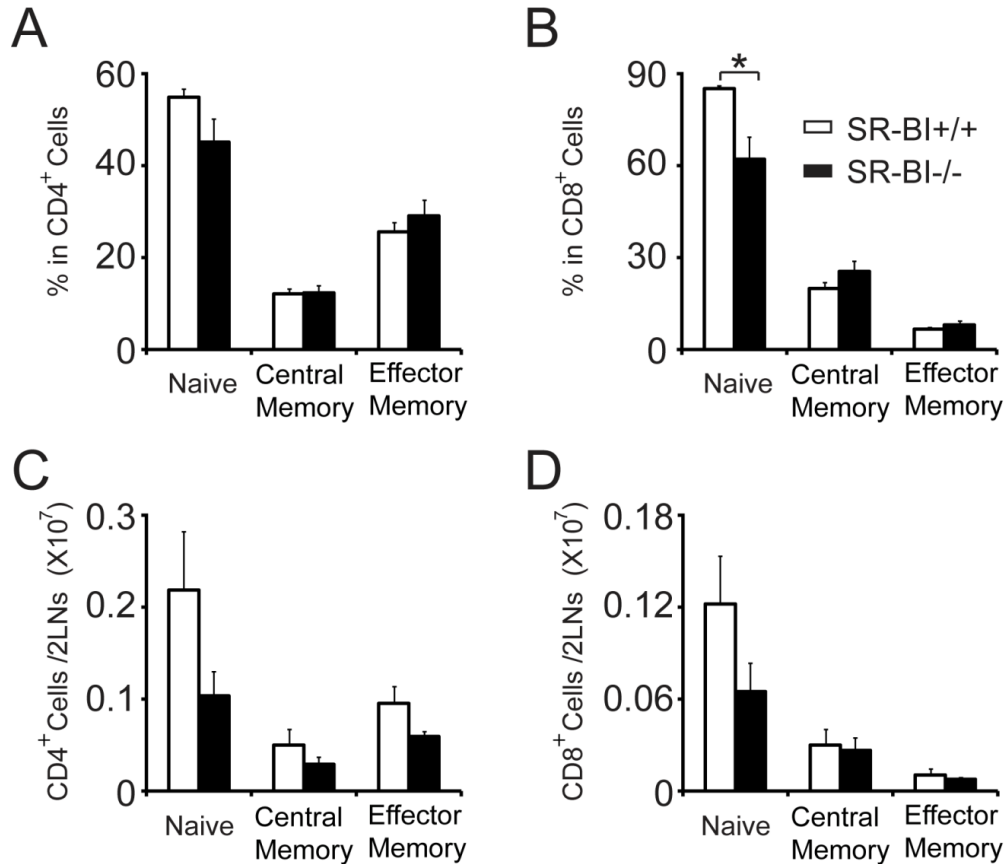 A
% in CD4+ Cells
60
40
20
0
Naive
Central
Memory
Effector
Memory
B
% in CD8+ Cells
90
60
30
0
*
SR-BI+/+
SR-BI-/-
Naive
Central
Memory
Effector
Memory
C
CD4+ Cells /2LNs (X10⁷)
0.3
0.2
0.1
0
Naive
Central
Memory
Effector
Memory
D
CD8+ Cells /2LNs (X10⁷)
0.18
0.12
0.06
0
Naive
Central
Memory
Effector
Memory